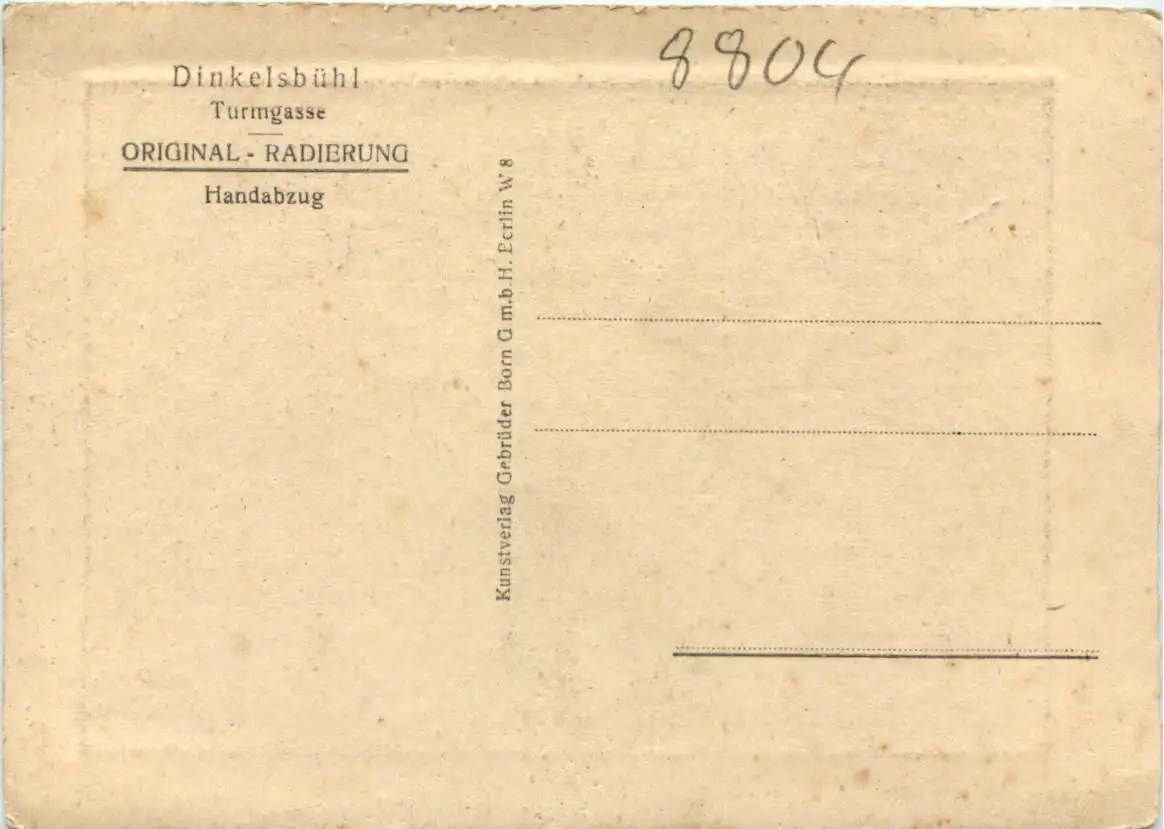 Dinkelsbühl
Turmgasse
ORIGINAL - RADIERUNG
Handabzug
8804
Kunstverlag Gebrüder Born G m.b.H. Berlin W 8